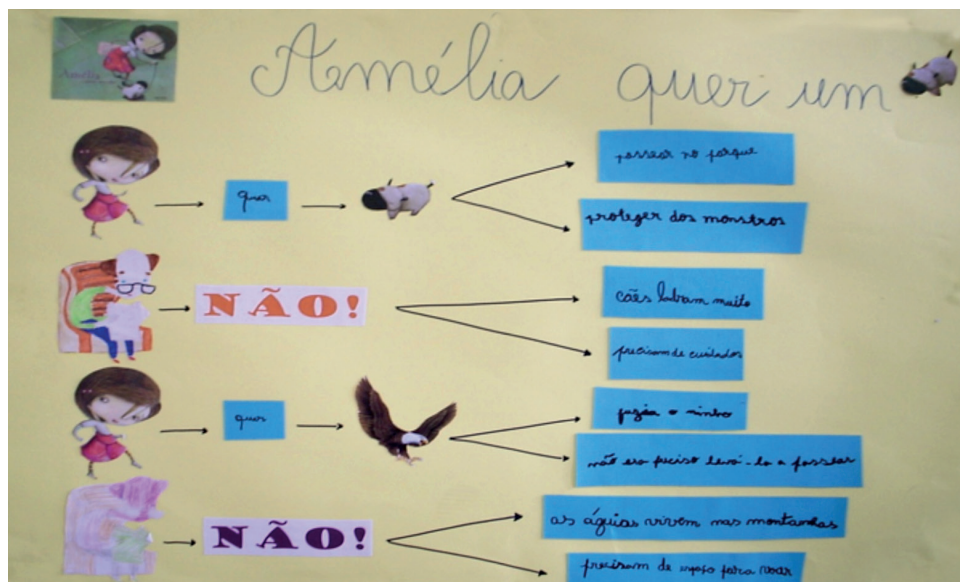 Amélia quer um
quer
passear no parque
proteger dos monstros
NÃO!
cães ladram muito
precisam de cuidados
quer
fazia o ninho
não era preciso levá-lo a passear
NÃO!
as águias vivem nas montanhas
precisam de espaço para voar